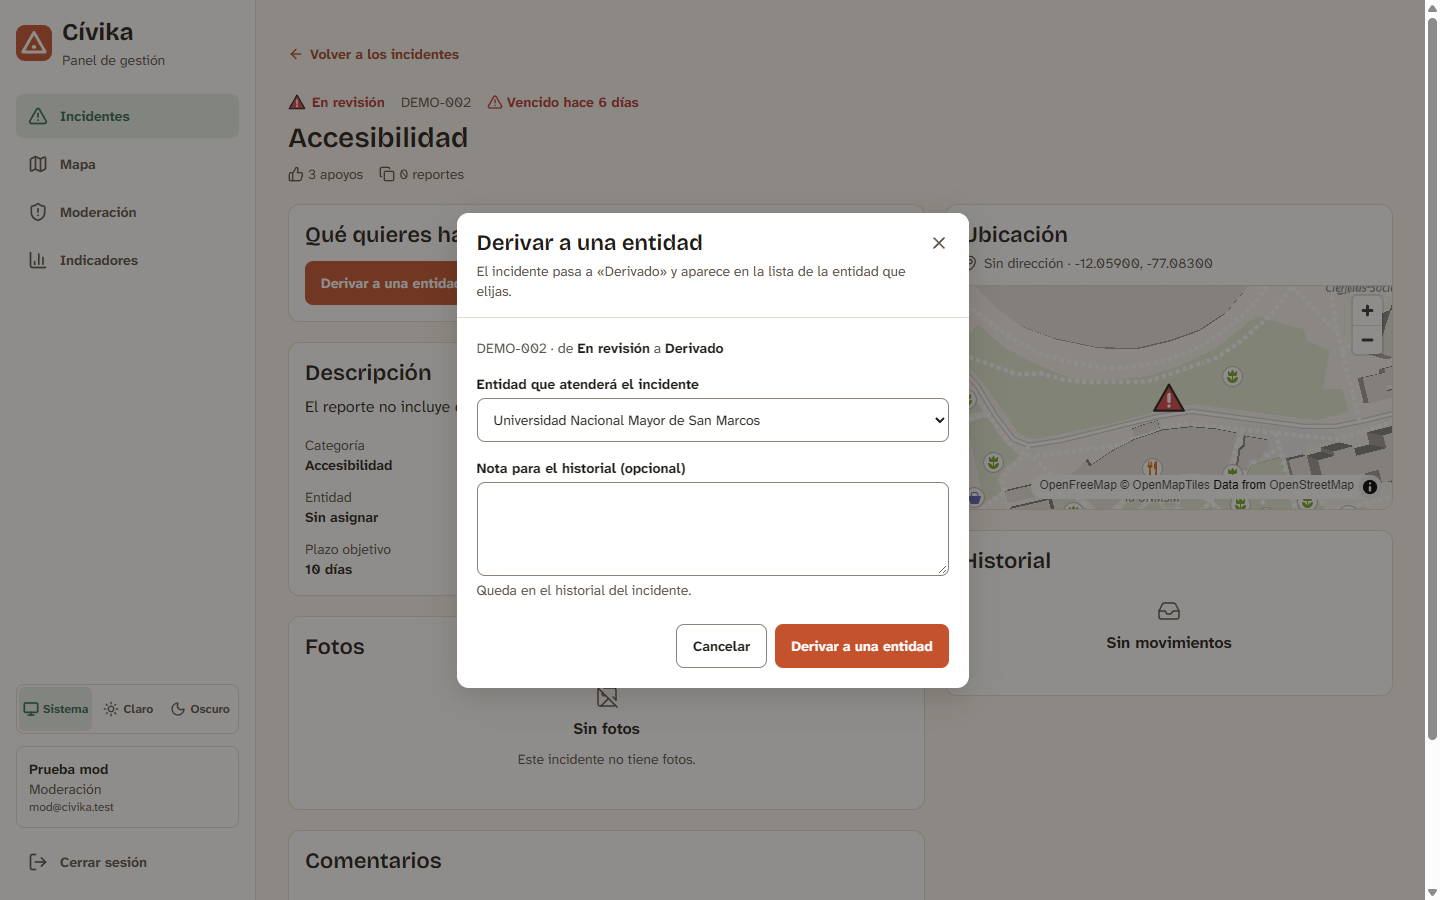 Cívika
Panel de gestión
Incidentes
Mapa
Moderación
Indicadores
Sistema
Claro
Oscuro
Prueba mod
Moderación
mod@civika.test
Cerrar sesión
Volver a los incidentes
En revisión DEMO-002 Vencido hace 6 días
Accesibilidad
3 apoyos 0 reportes
Qué quieres
Derivar a una entidad
Descripción
El reporte no incluye
Categoría
Accesibilidad
Entidad
Sin asignar
Plazo objetivo
10 días
Fotos
Sin fotos
Este incidente no tiene fotos.
Comentarios
Derivar a una entidad
El incidente pasa a «Derivado» y aparece en la lista de la entidad que
elijas.
DEMO-002 · de En revisión a Derivado
Entidad que atenderá el incidente
Universidad Nacional Mayor de San Marcos
Nota para el historial (opcional)
Queda en el historial del incidente.
Cancelar
Derivar a una entidad
Ubicación
Sin dirección · -12.05900, -77.08300
OpenFreeMap © OpenMapTiles Data from OpenStreetMap
Historial
Sin movimientos